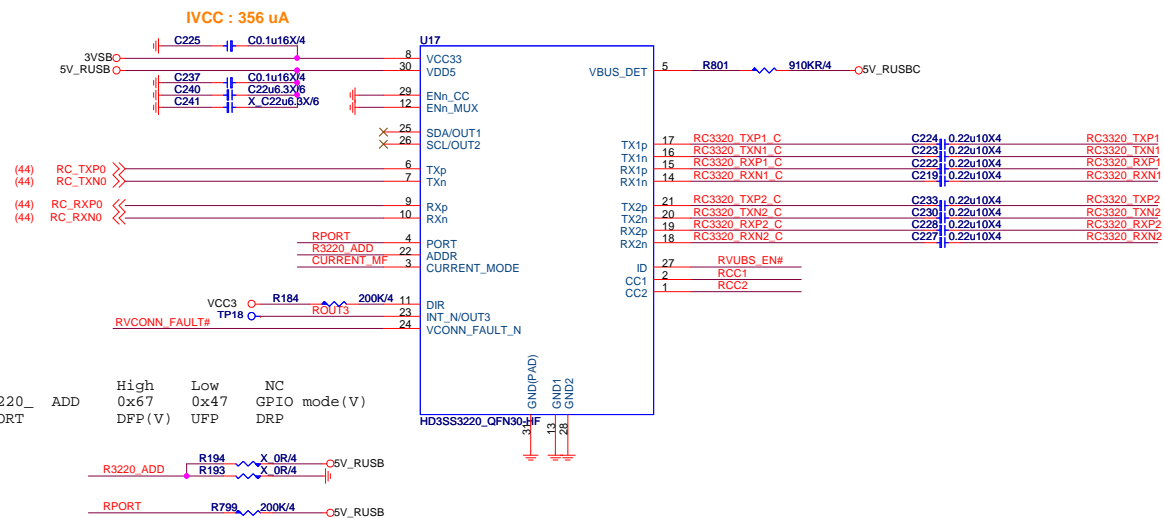 IVCC : 356 uA
C225 C0.1u16X/4
3VSB
5V_RUSB
C237 C0.1u16X/4
C240 C22u6.3X/6
C241 X_C22u6.3X/6
(44) RC_TXP0
(44) RC_TXN0
(44) RC_RXP0
(44) RC_RXN0
RPORT
R3220_ADD
CURRENT_MF
VCC3 R184 200K/4
TP18 ROUT3
RVCONN_FAULT#
U17
8 VCC33
30 VDD5
29 ENn_CC
12 ENn_MUX
25 SDA/OUT1
26 SCL/OUT2
6 TXp
7 TXn
9 RXp
10 RXn
4 PORT
22 ADDR
3 CURRENT_MODE
11 DIR
23 INT_N/OUT3
24 VCONN_FAULT_N
VBUS_DET 5 R801 910KR/4 5V_RUSBC
TX1p 17 RC3320_TXP1_C C224 0.22u10X4 RC3320_TXP1
TX1n 16 RC3320_TXN1_C C223 0.22u10X4 RC3320_TXN1
RX1p 15 RC3320_RXP1_C C222 0.22u10X4 RC3320_RXP1
RX1n 14 RC3320_RXN1_C C219 0.22u10X4 RC3320_RXN1
TX2p 21 RC3320_TXP2_C C233 0.22u10X4 RC3320_TXP2
TX2n 20 RC3320_TXN2_C C230 0.22u10X4 RC3320_TXN2
RX2p 19 RC3320_RXP2_C C228 0.22u10X4 RC3320_RXP2
RX2n 18 RC3320_RXN2_C C227 0.22u10X4 RC3320_RXN2
ID 27 RVUBS_EN#
CC1 2 RCC1
CC2 1 RCC2
GND(PAD) GND1 GND2
31 13 28
HD3SS3220_QFN30-HF
High Low NC
220_ ADD 0x67 0x47 GPIO mode(V)
ORT DFP(V) UFP DRP
R3220_ADD R194 X_0R/4 5V_RUSB
R193 X_0R/4
RPORT R799 200K/4 5V_RUSB